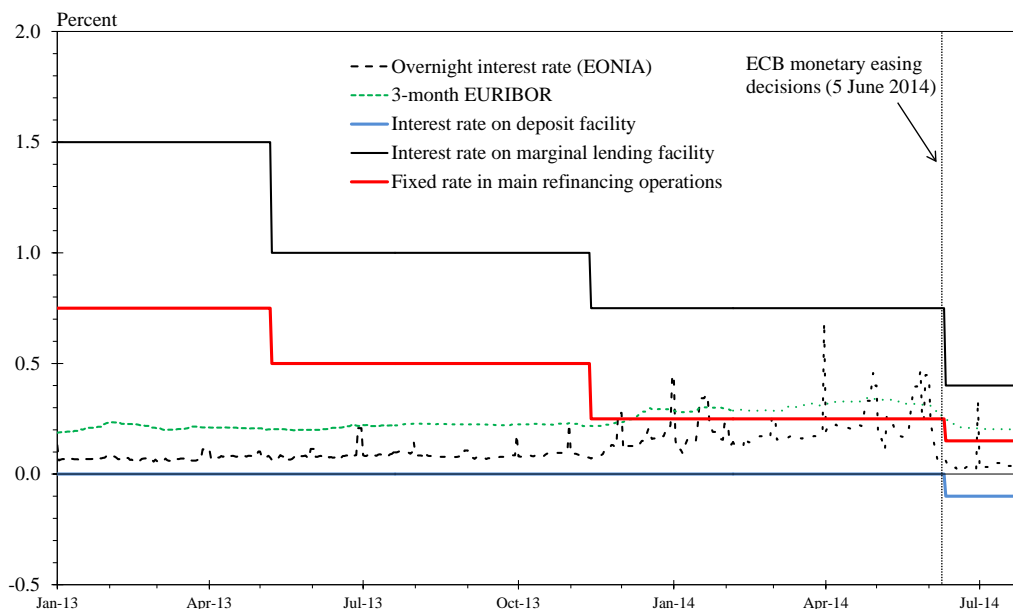 Percent
2.0
1.5
1.0
0.5
0.0
-0.5
Overnight interest rate (EONIA)
3-month EURIBOR
Interest rate on deposit facility
Interest rate on marginal lending facility
Fixed rate in main refinancing operations
ECB monetary easing
decisions (5 June 2014)
Jan-13 Apr-13 Jul-13 Oct-13 Jan-14 Apr-14 Jul-14